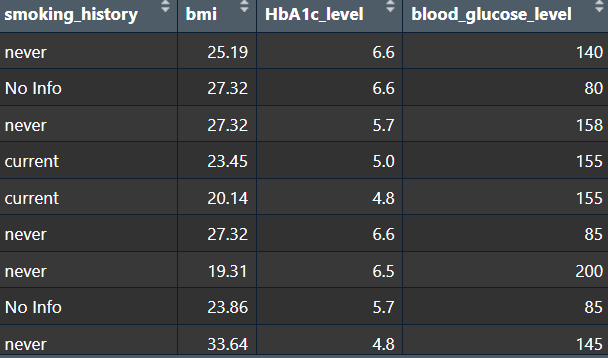 smoking_history bmi HbA1c_level blood_glucose_level
never 25.19 6.6 140
No Info 27.32 6.6 80
never 27.32 5.7 158
current 23.45 5.0 155
current 20.14 4.8 155
never 27.32 6.6 85
never 19.31 6.5 200
No Info 23.86 5.7 85
never 33.64 4.8 145